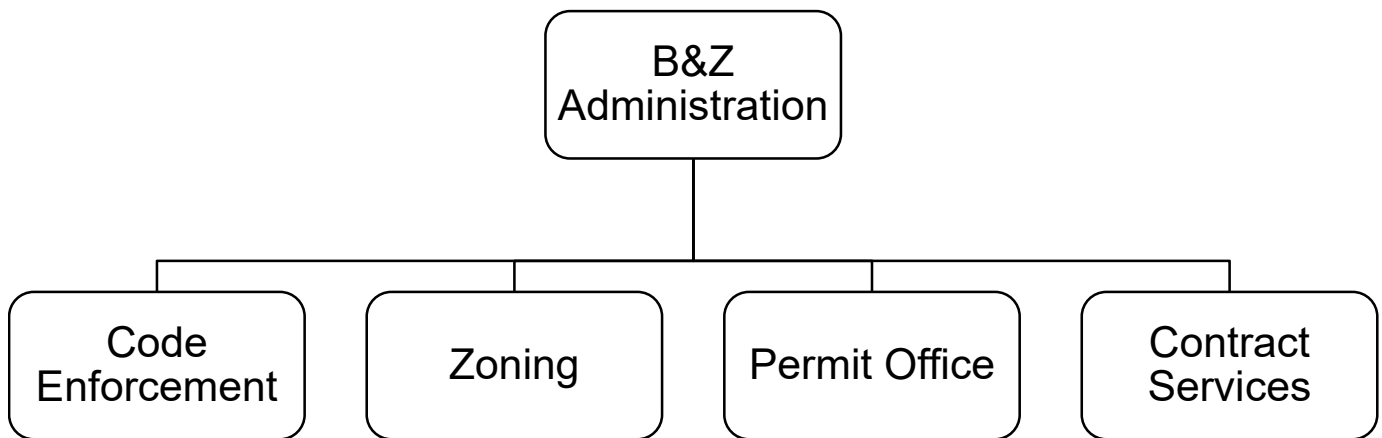 B&Z
Administration
Code
Enforcement
Zoning
Permit Office
Contract
Services